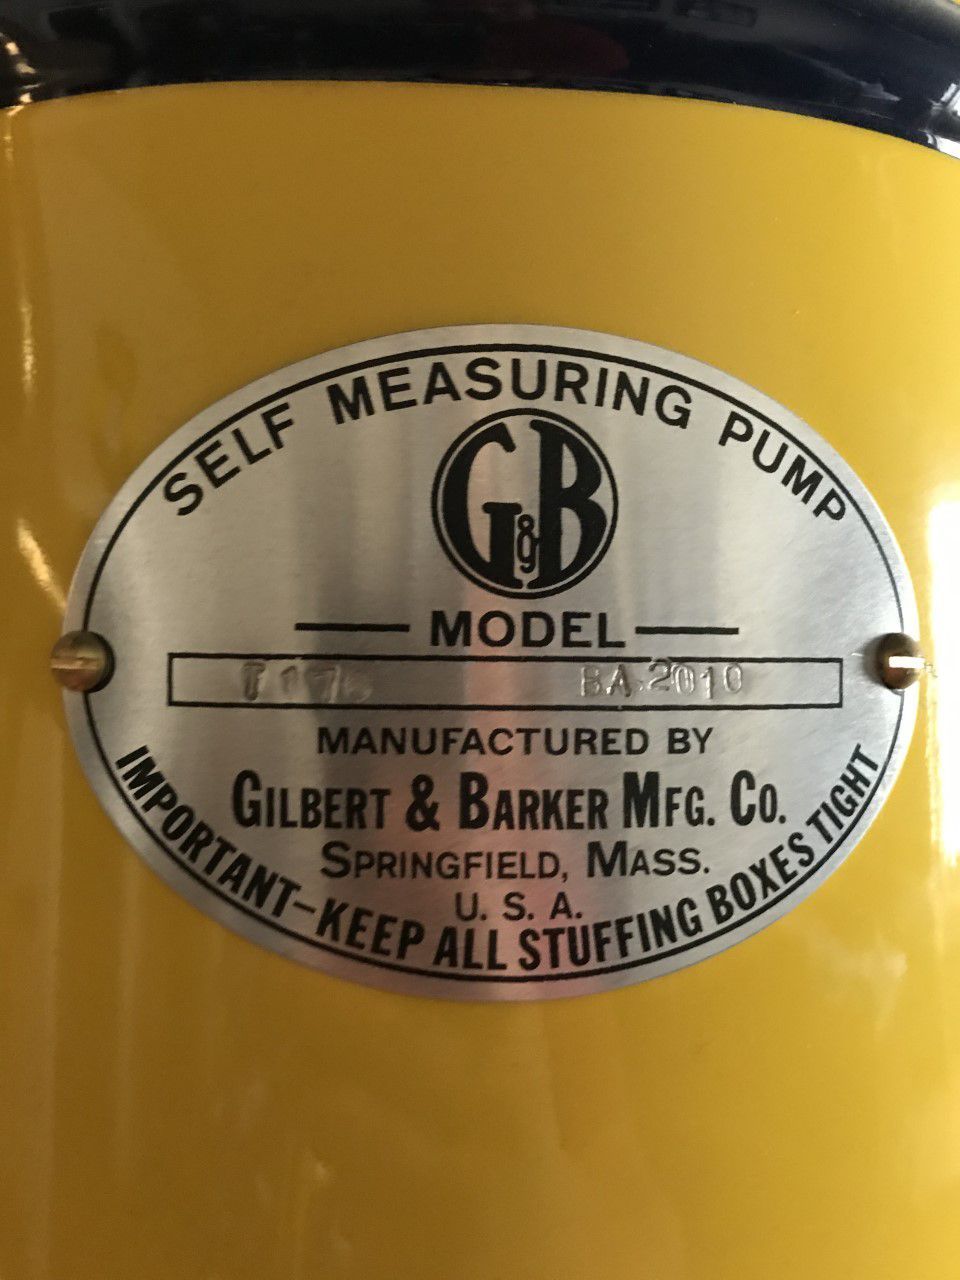 SELF MEASURING PUMP
G&B
MODEL
BA.2010
MANUFACTURED BY
GILBERT & BARKER MFG. CO.
SPRINGFIELD, MASS.
U. S. A.
IMPORTANT-KEEP ALL STUFFING BOXES TIGHT